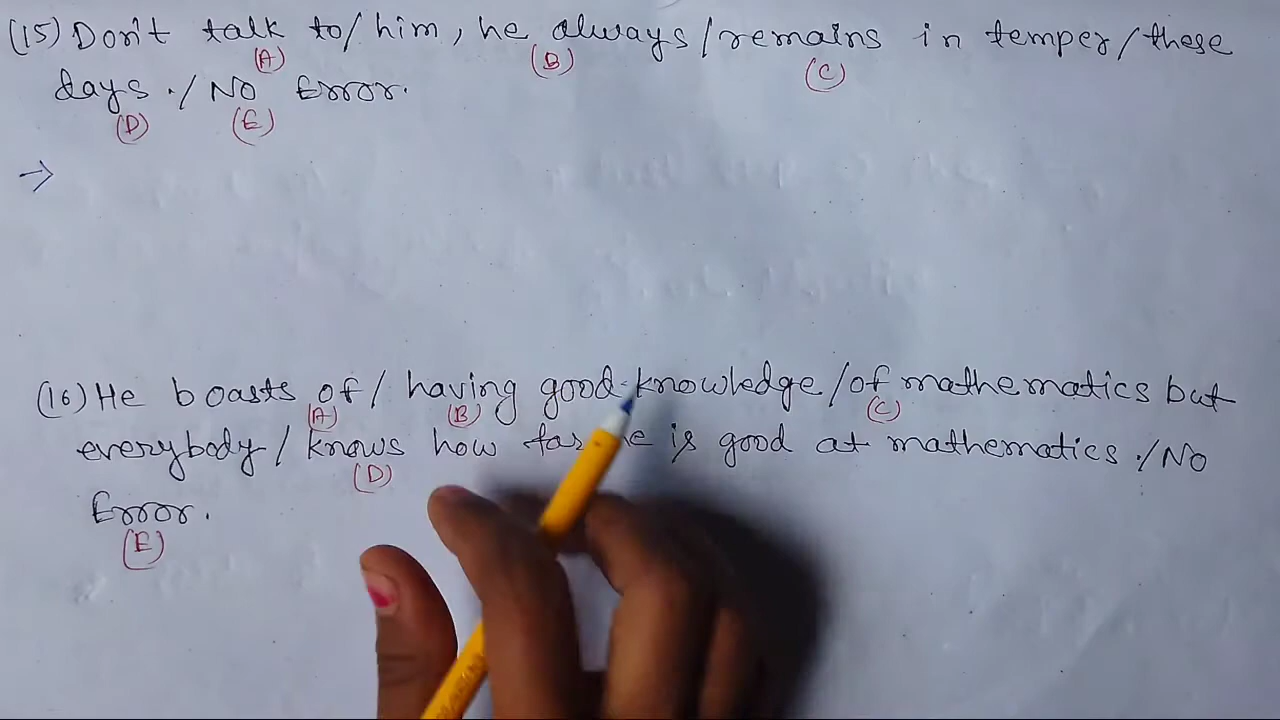 (15) Don't talk to/ him, he always/remains in temper/these
(A) (B) (C)
days ./ No Error.
(D) (E)
→
(16) He boasts of/ having good knowledge/of mathematics but
(A) (B) (C)
everybody/ knows how far is good at mathematics ./No
(D)
Error.
(E)